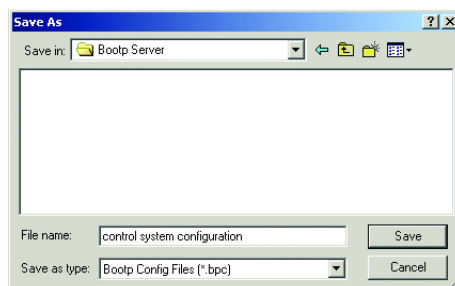 Save As
Save in: Bootp Server
File name: control system configuration Save
Save as type: Bootp Config Files (*.bpc) Cancel